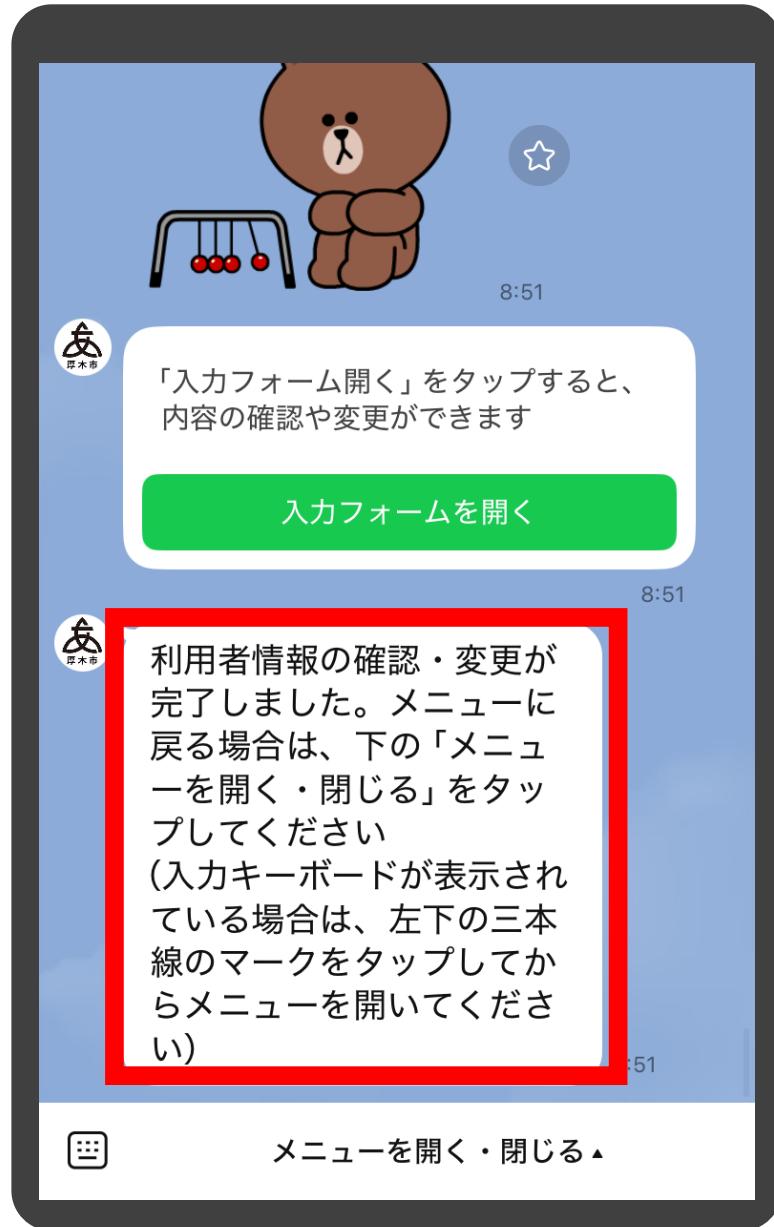 8:51
厚木市
「入力フォーム開く」をタップすると、
内容の確認や変更ができます
入力フォームを開く
8:51
厚木市
利用者情報の確認・変更が
完了しました。メニューに
戻る場合は、下の「メニュ
ーを開く・閉じる」をタッ
プしてください
(入力キーボードが表示され
ている場合は、左下の三本
線のマークをタップしてか
らメニューを開いてくださ
い)
:51
メニューを開く・閉じる▲